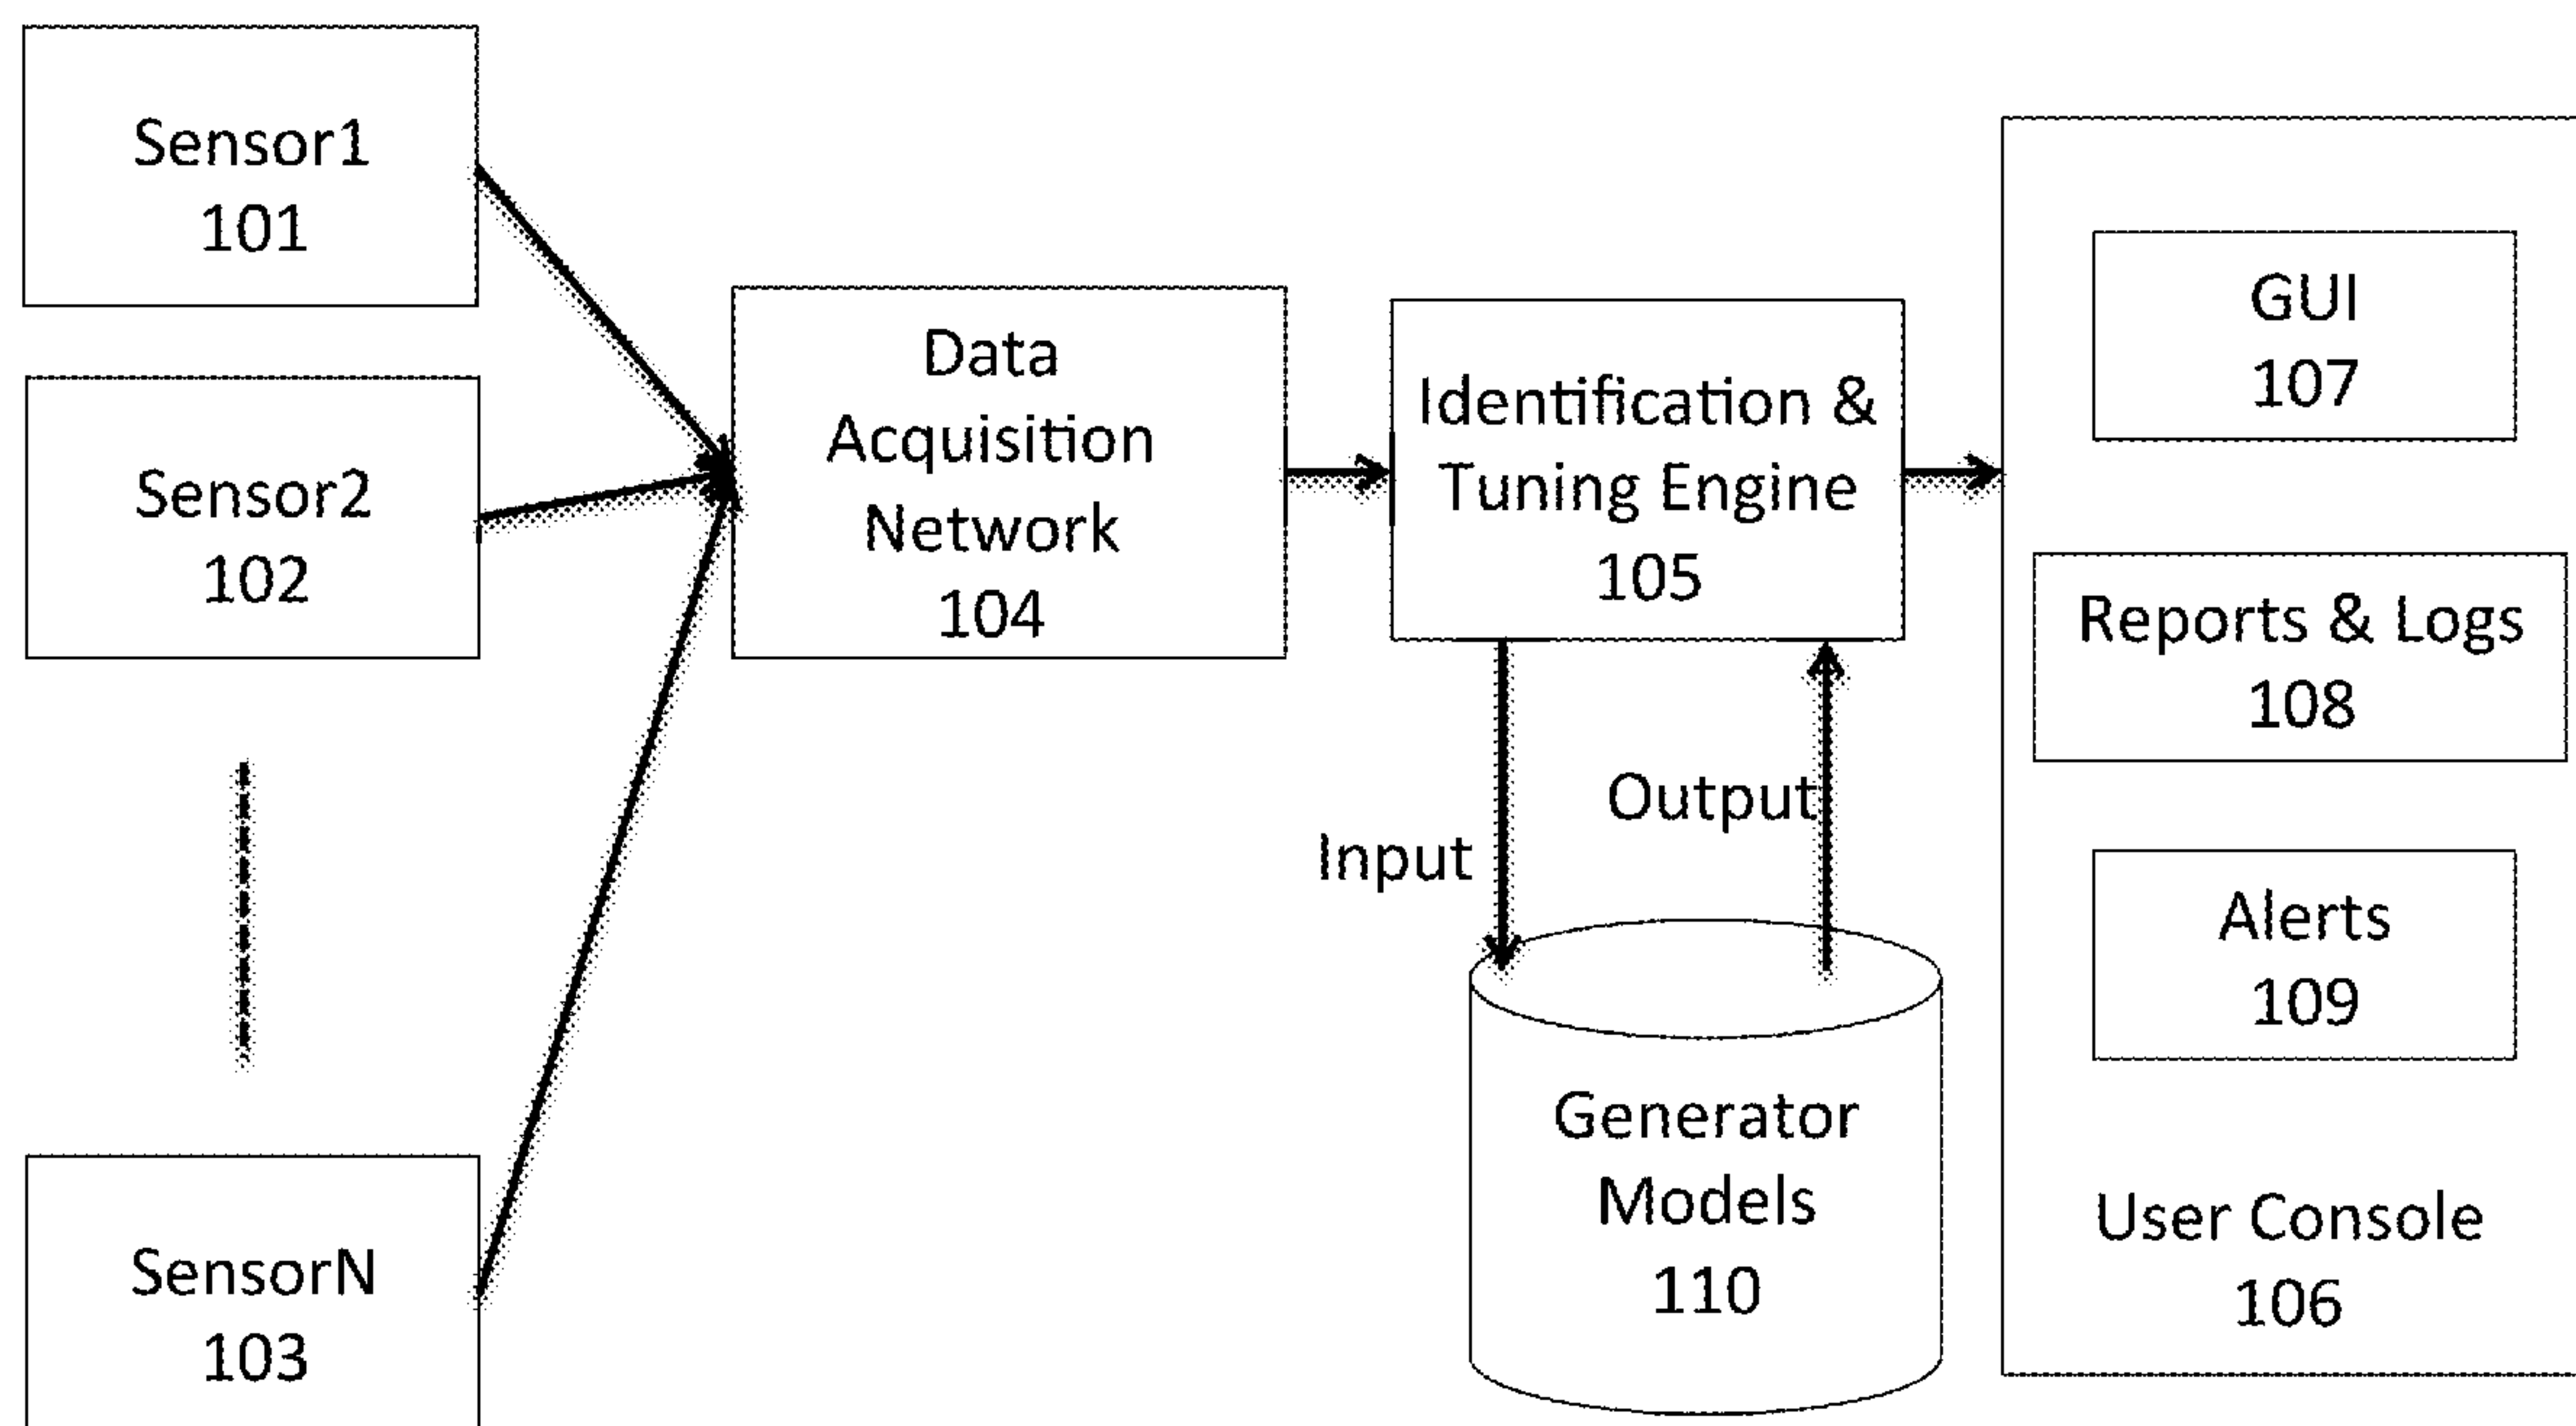 Sensor1
101
Sensor2
102
SensorN
103
Data
Acquisition
Network
104
Identification &
Tuning Engine
105
Input
Output
Generator
Models
110
GUI
107
Reports & Logs
108
Alerts
109
User Console
106